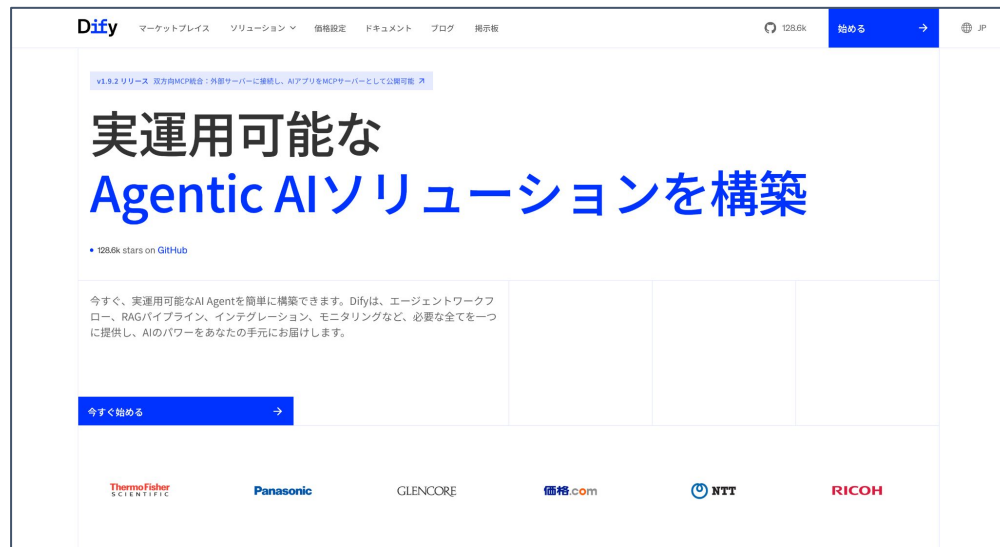 Dify
マーケットプレイス
ソリューション
価格設定
ドキュメント
ブログ
掲示板
128.6k
始める
JP
v1.9.2 リリース 双方向MCP統合：外部サーバーに接続し、AIアプリをMCPサーバーとして公開可能
実運用可能な
Agentic AIソリューションを構築
128.6k stars on GitHub
今すぐ、実運用可能なAI Agentを簡単に構築できます。Difyは、エージェントワークフ
ロー、RAGパイプライン、インテグレーション、モニタリングなど、必要な全てを一つ
に提供し、AIのパワーをあなたの手元にお届けします。
今すぐ始める
ThermoFisher
SCIENTIFIC
Panasonic
GLENCORE
価格.com
NTT
RICOH